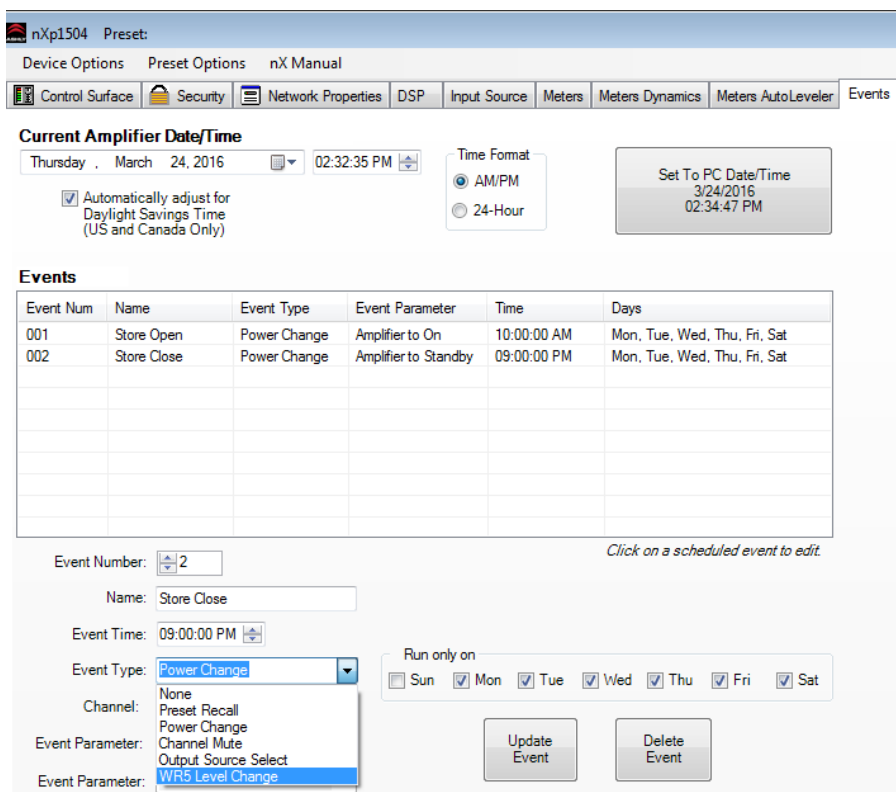 nXp1504 Preset:
Device Options Preset Options nX Manual
Control Surface Security Network Properties DSP Input Source Meters Meters Dynamics Meters AutoLeveler Events
Current Amplifier Date/Time
Thursday , March 24, 2016 02:32:35 PM
Automatically adjust for
Daylight Savings Time
(US and Canada Only)
Time Format
AM/PM
24-Hour
Set To PC Date/Time
3/24/2016
02:34:47 PM
Events
Event Num Name Event Type Event Parameter Time Days
001 Store Open Power Change Amplifier to On 10:00:00 AM Mon, Tue, Wed, Thu, Fri, Sat
002 Store Close Power Change Amplifier to Standby 09:00:00 PM Mon, Tue, Wed, Thu, Fri, Sat
Click on a scheduled event to edit.
Event Number: 2
Name: Store Close
Event Time: 09:00:00 PM
Event Type: Power Change
None
Preset Recall
Power Change
Channel Mute
Output Source Select
WR5 Level Change
Channel:
Event Parameter:
Event Parameter:
Run only on
Sun Mon Tue Wed Thu Fri Sat
Update
Event
Delete
Event